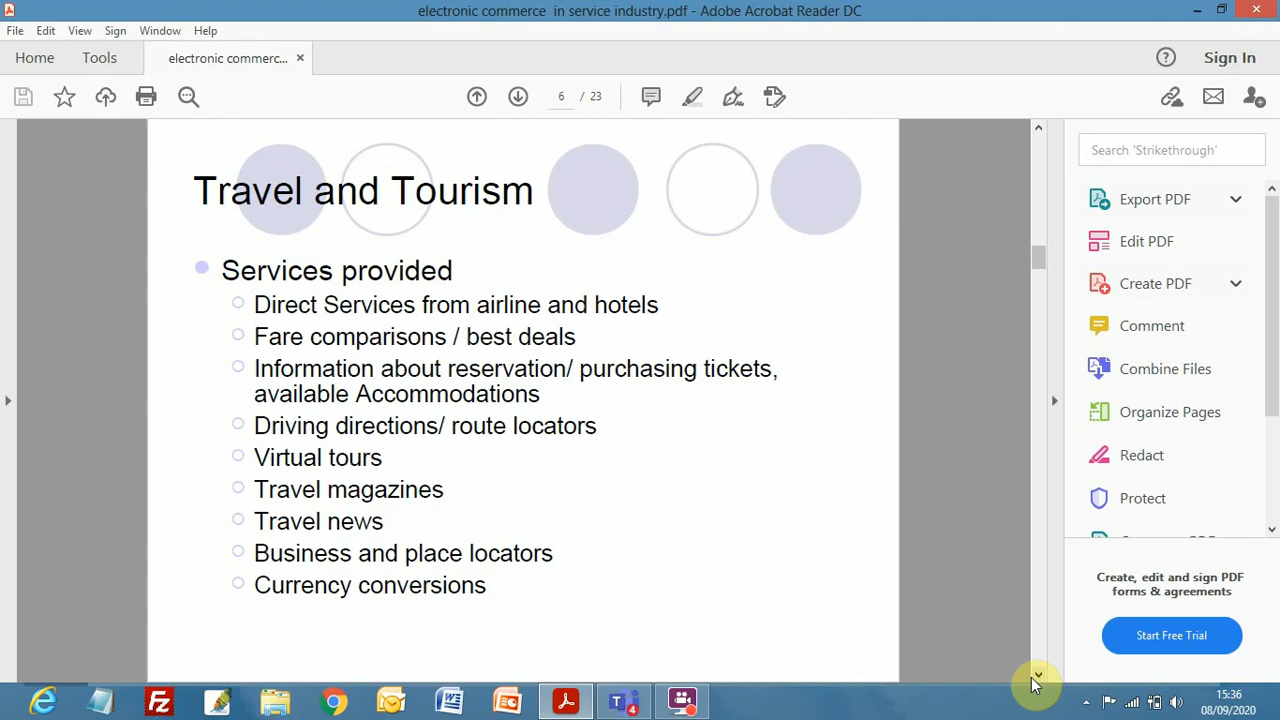 electronic commerce in service industry.pdf - Adobe Acrobat Reader DC
File Edit View Sign Window Help
Home Tools electronic commerc... × Sign In
6 / 23
Travel and Tourism
Services provided
Direct Services from airline and hotels
Fare comparisons / best deals
Information about reservation/ purchasing tickets,
available Accommodations
Driving directions/ route locators
Virtual tours
Travel magazines
Travel news
Business and place locators
Currency conversions
Search 'Strikethrough'
Export PDF
Edit PDF
Create PDF
Comment
Combine Files
Organize Pages
Redact
Protect
Create, edit and sign PDF
forms & agreements
Start Free Trial
4
15:36
08/09/2020